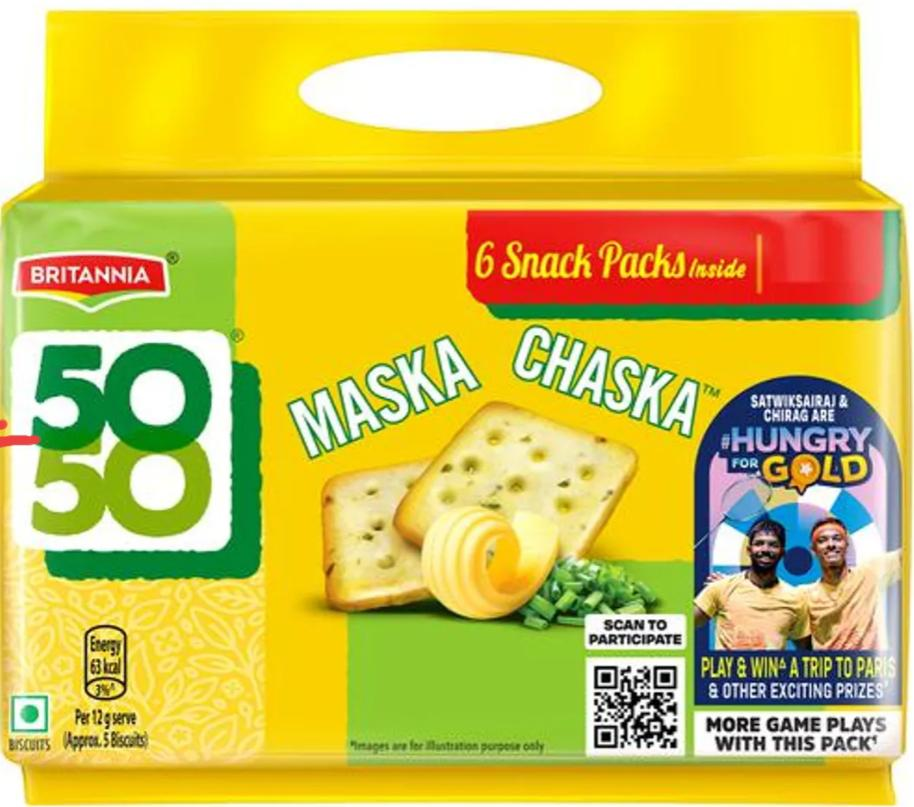 6 Snack Packs Inside
BRITANNIA®
50
50®
MASKA CHASKA™
SATWIKSAIRAJ &
CHIRAG ARE
#HUNGRY
FOR GOLD
SCAN TO
PARTICIPATE
PLAY & WIN^ A TRIP TO PARIS
& OTHER EXCITING PRIZES*
MORE GAME PLAYS
WITH THIS PACK
Energy
63 kcal
3%^
Per 12 g serve
(Approx. 5 Biscuits)
BISCUITS
*Images are for illustration purpose only